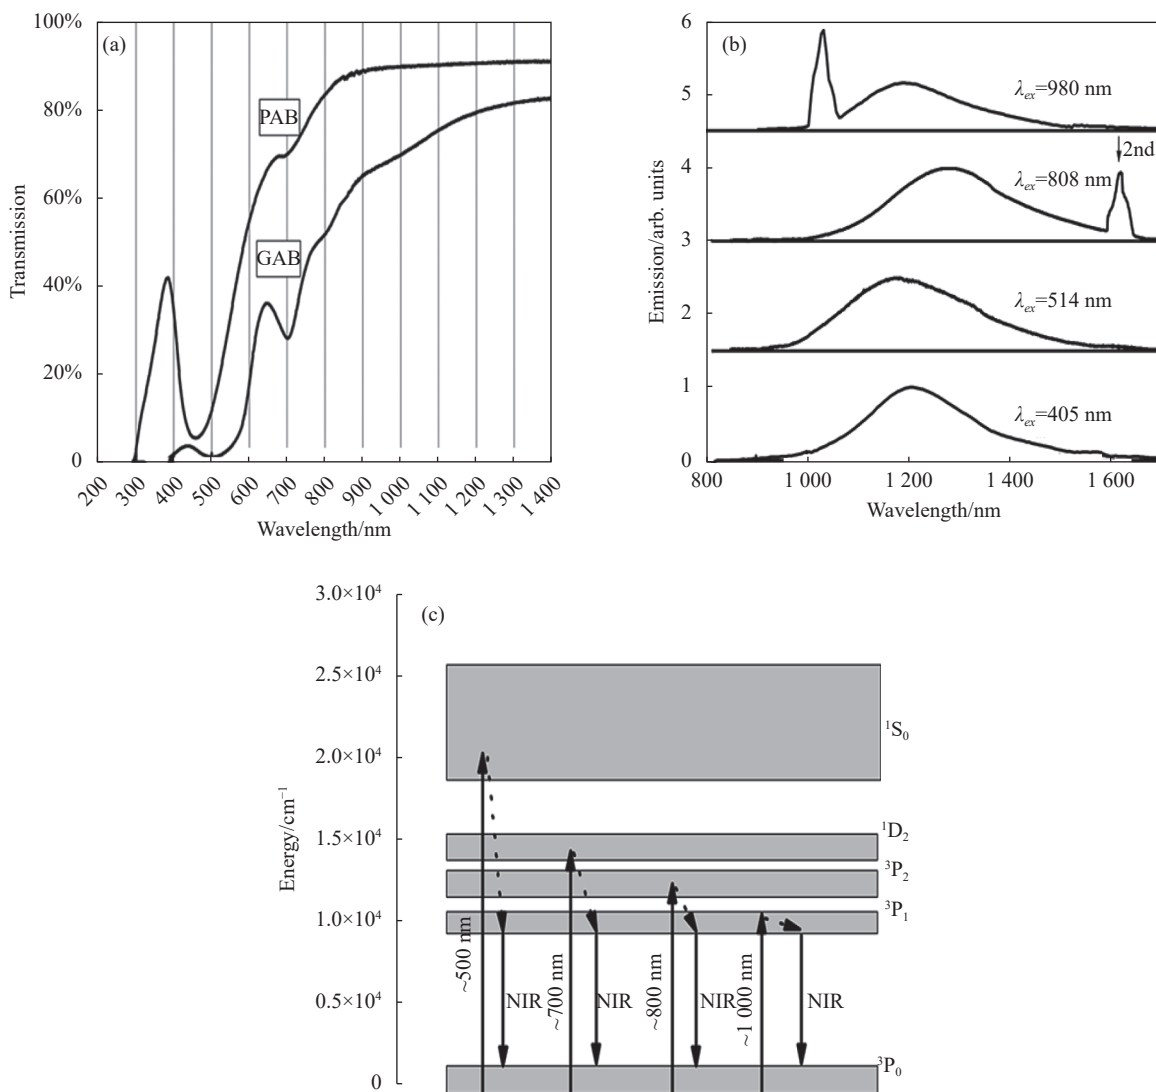 (a)
100%
80%
60%
40%
20%
0
Transmission
PAB
GAB
200
300
400
500
600
700
800
900
1 000
1 100
1 200
1 300
1 400
Wavelength/nm
(b)
6
5
4
3
2
1
0
Emission/arb. units
λex=980 nm
2nd
λex=808 nm
λex=514 nm
λex=405 nm
800
1 000
1 200
1 400
1 600
Wavelength/nm
(c)
3.0×10⁴
2.5×10⁴
2.0×10⁴
1.5×10⁴
1.0×10⁴
0.5×10⁴
0
Energy/cm⁻¹
¹S₀
¹D₂
³P₂
³P₁
³P₀
~500 nm
NIR
~700 nm
NIR
~800 nm
NIR
~1 000 nm
NIR